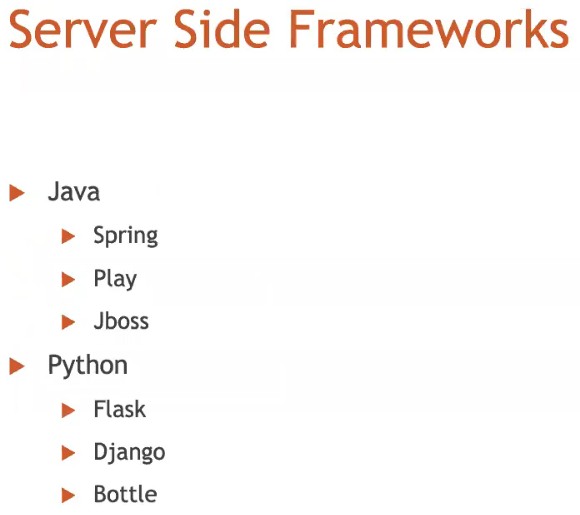 Server Side Frameworks
Java
Spring
Play
Jboss
Python
Flask
Django
Bottle